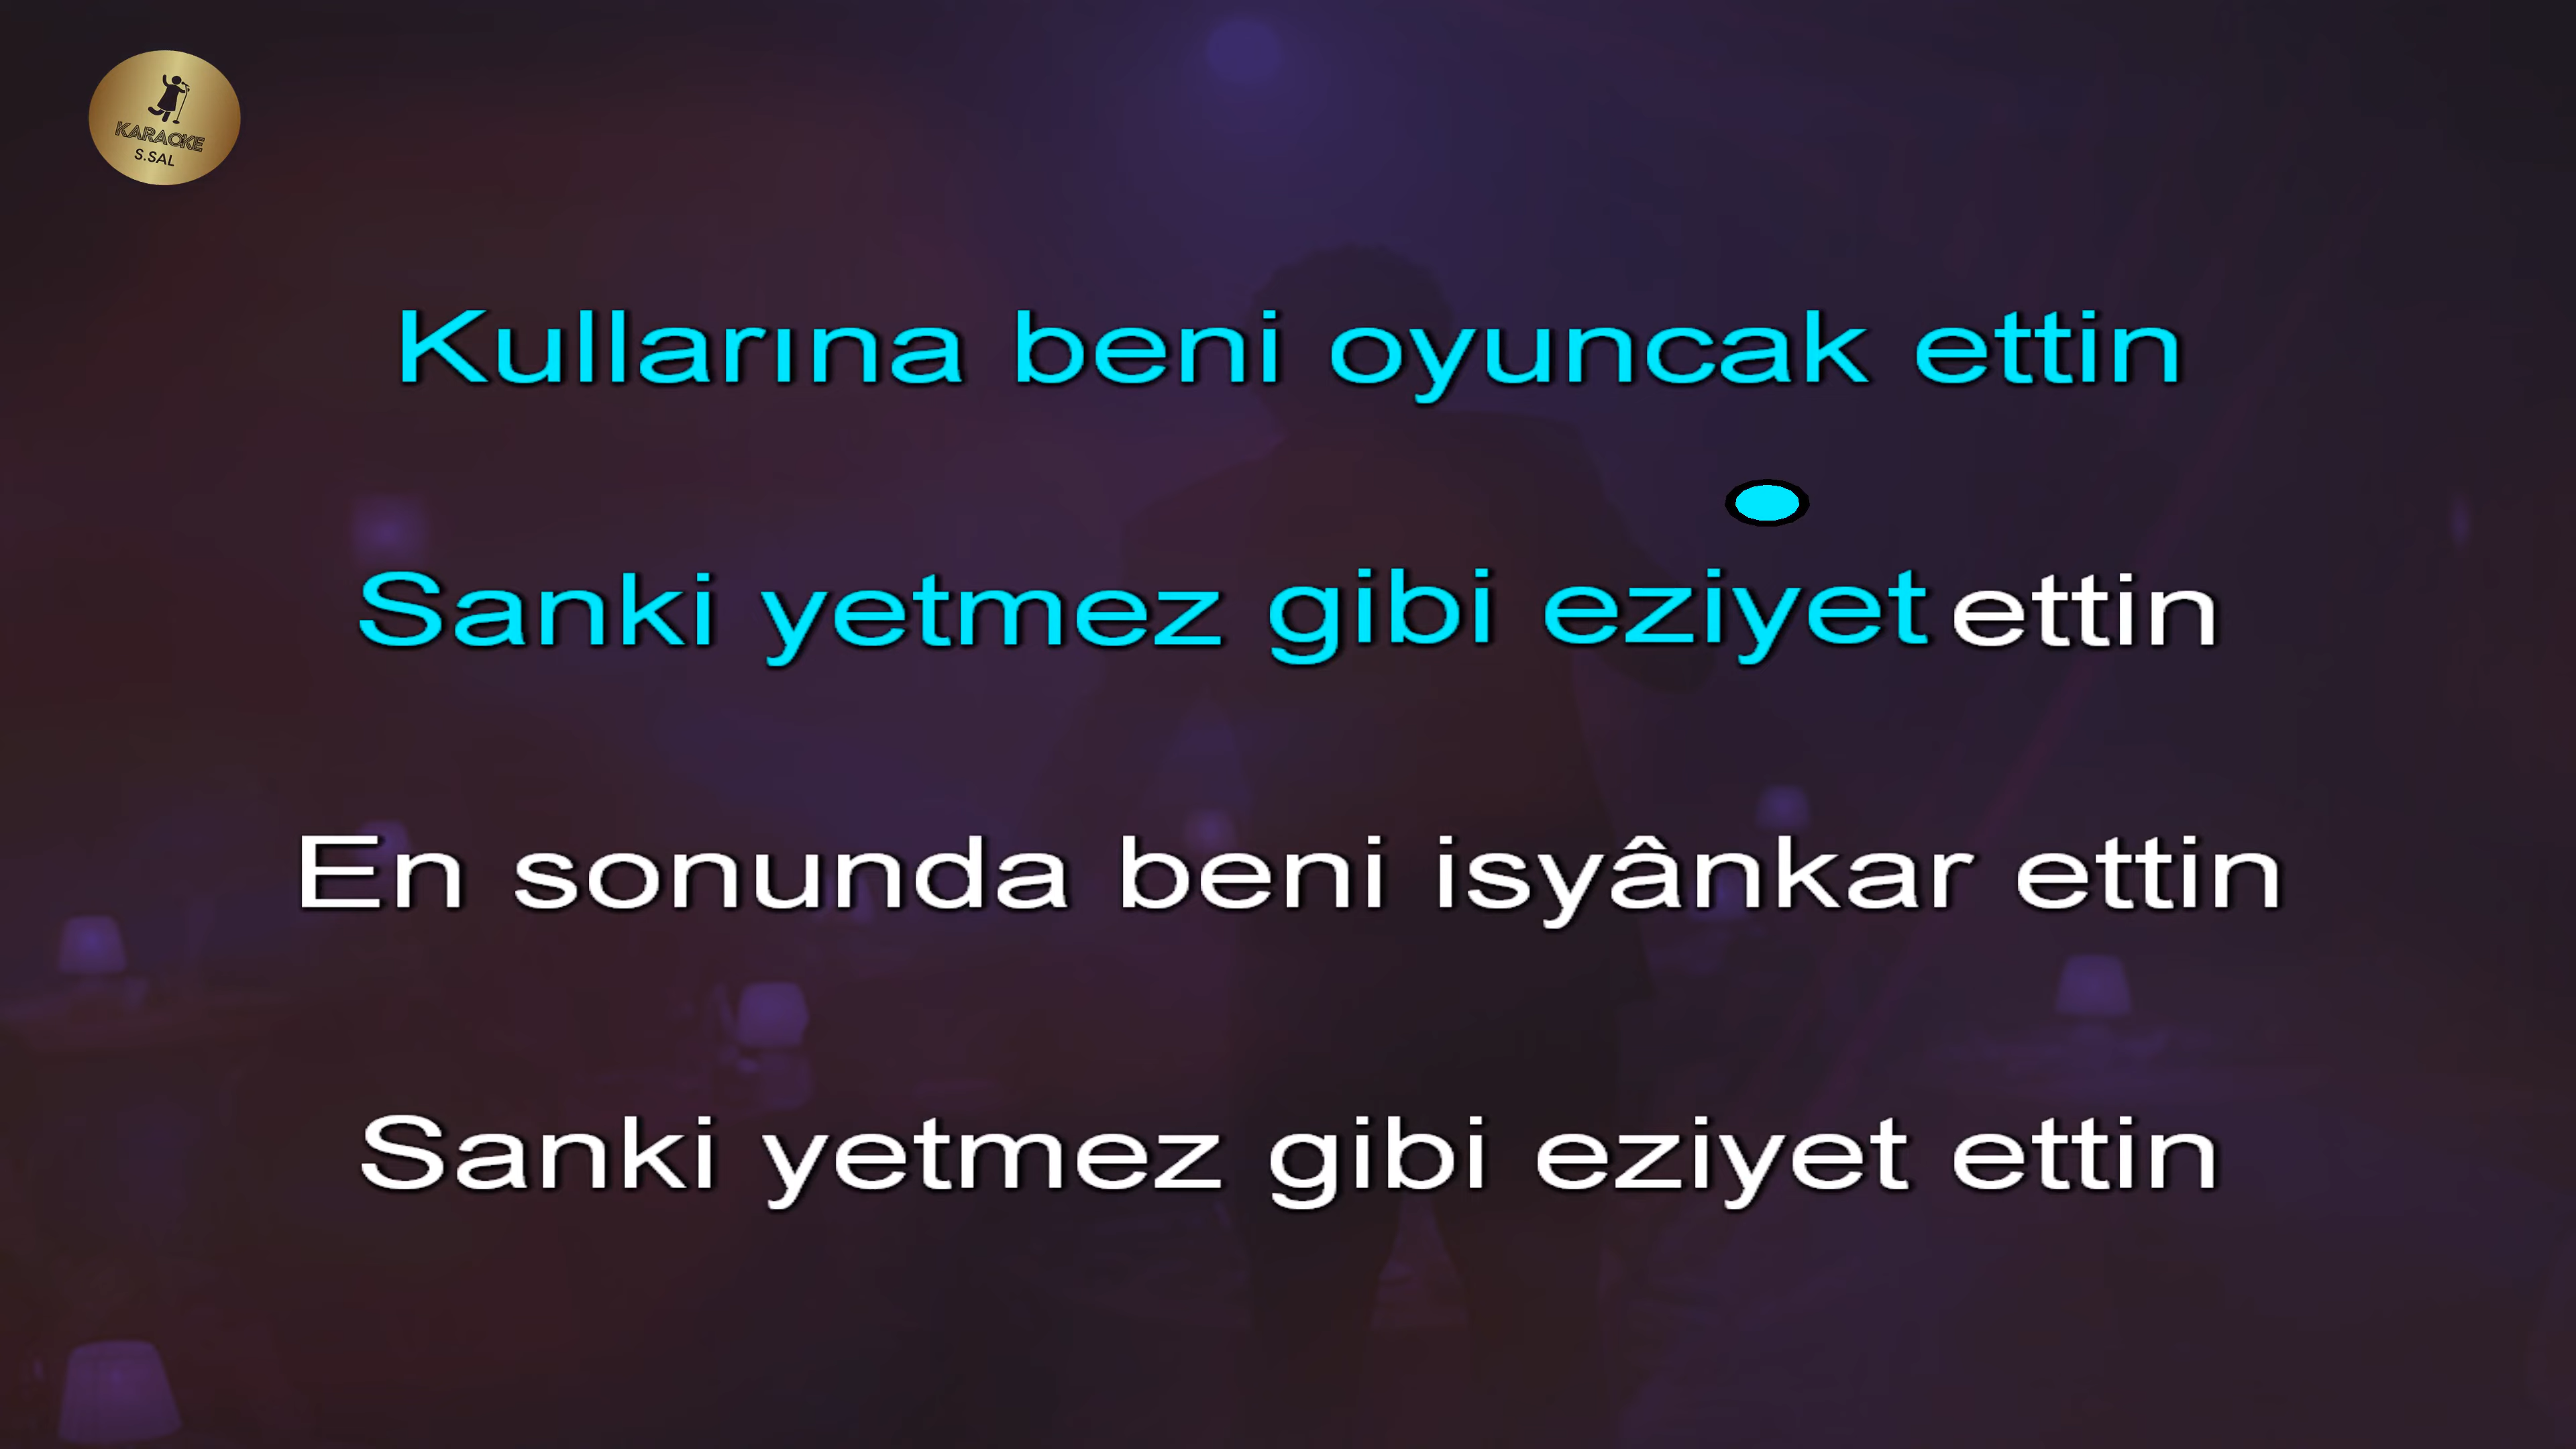 KARAOKE
S.SAL
Kullarına beni oyuncak ettin
Sanki yetmez gibi eziyet ettin
En sonunda beni isyânkar ettin
Sanki yetmez gibi eziyet ettin